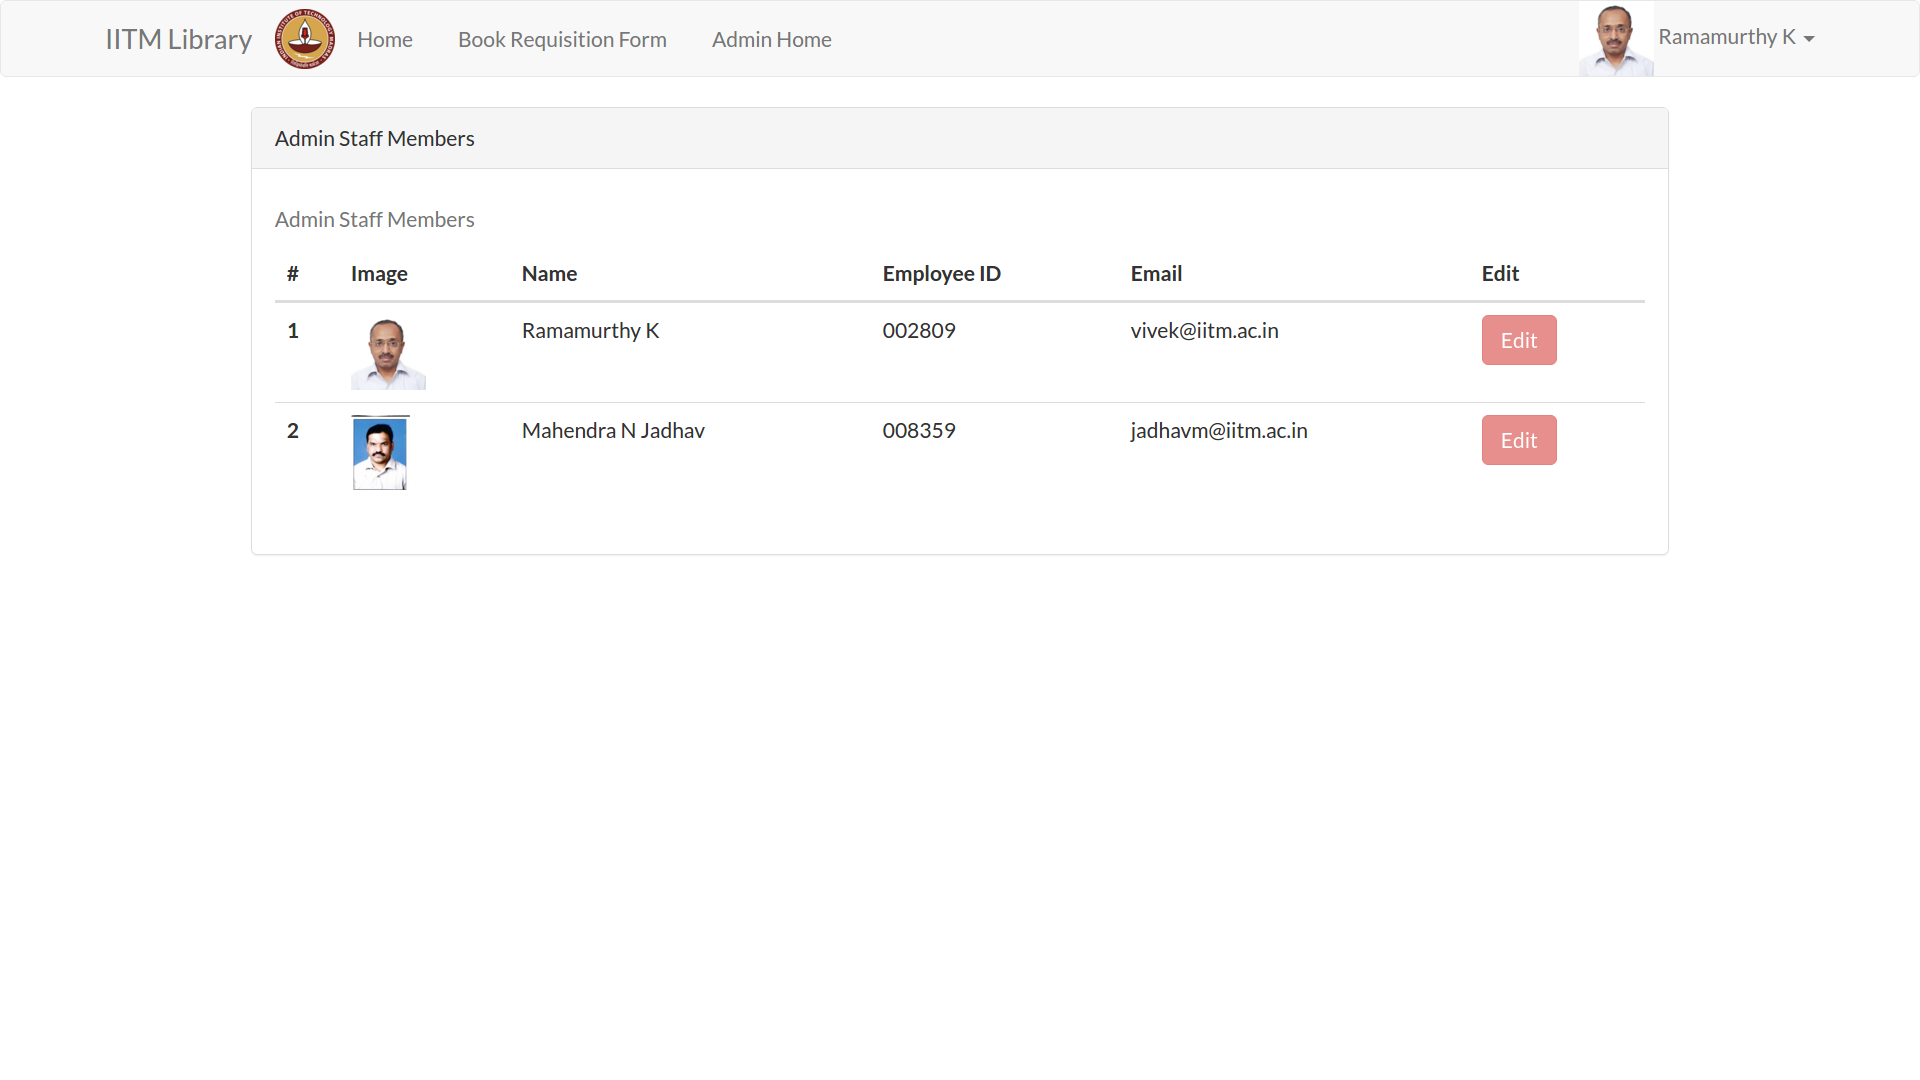 IITM Library Home Book Requisition Form Admin Home Ramamurthy K
Admin Staff Members
Admin Staff Members
# Image Name Employee ID Email Edit
1 Ramamurthy K 002809 vivek@iitm.ac.in Edit
2 Mahendra N Jadhav 008359 jadhavm@iitm.ac.in Edit